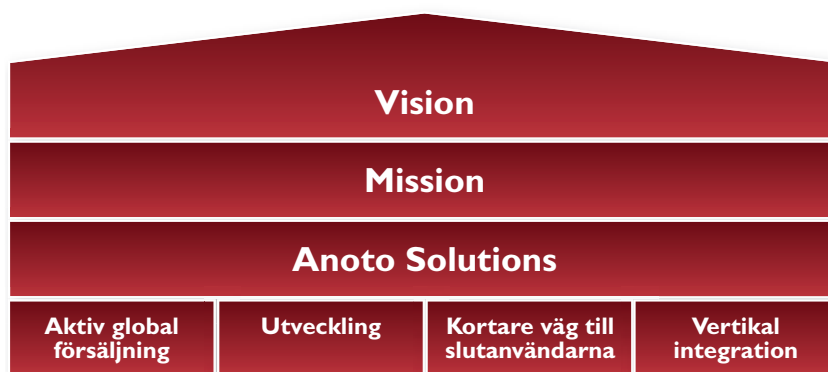 Vision
Mission
Anoto Solutions
Aktiv global
försäljning
Utveckling
Kortare väg till
slutanvändarna
Vertikal
integration